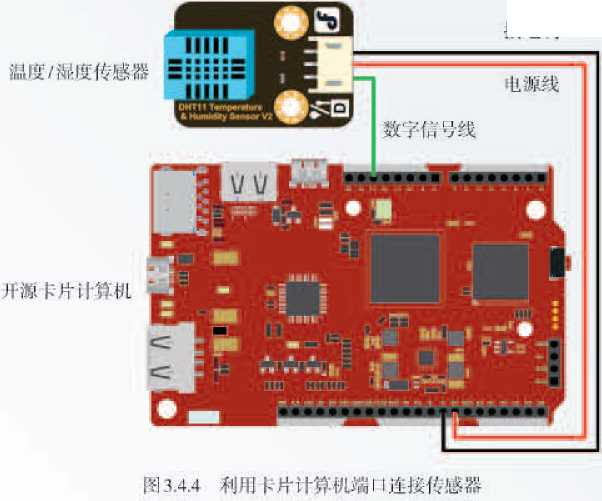 温度/湿度传感器
DHT11 Temperature
& Humidity Sensor V2
D
电源线
数字信号线
开源卡片计算机
图3.4.4 利用卡片计算机端口连接传感器